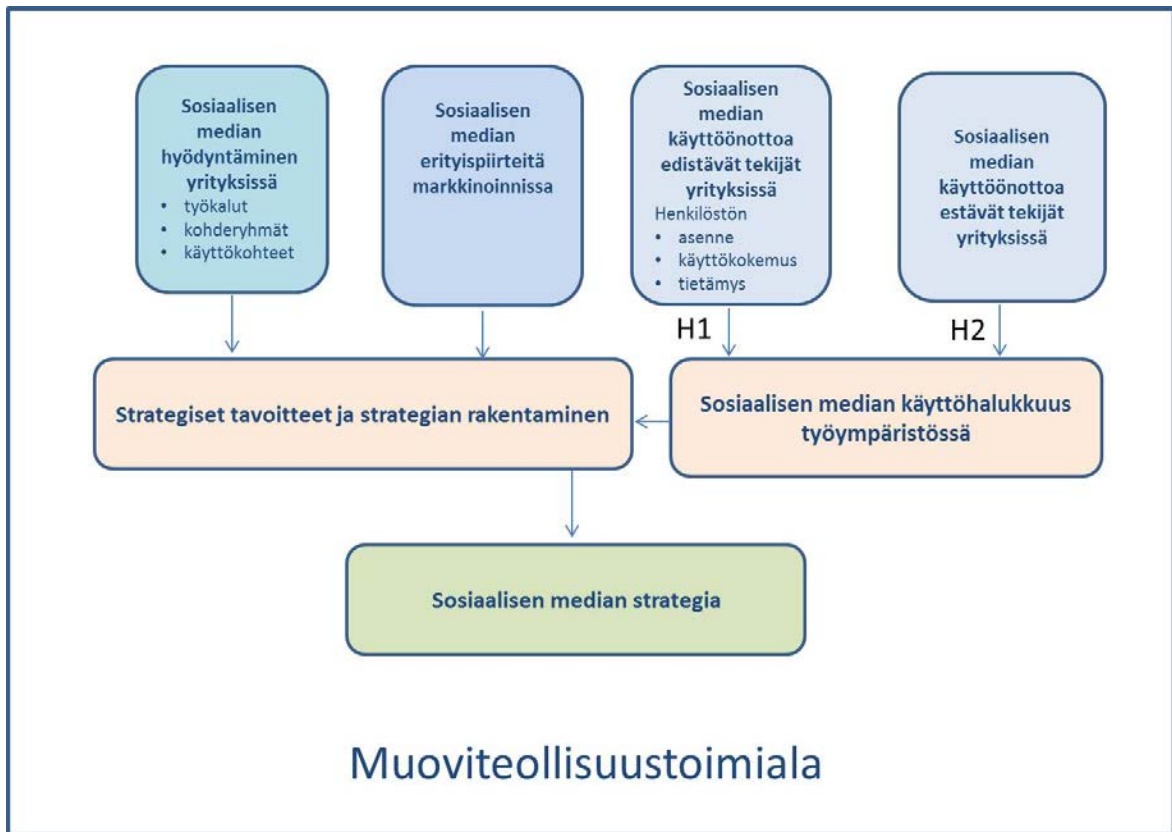 Sosiaalisen
median
hyödyntäminen
yrityksissä
• työkalut
• kohderyhmät
• käyttökohteet
Sosiaalisen
median
erityispiirteitä
markkinoinnissa
Sosiaalisen
median
käyttöönottoa
edistävät tekijät
yrityksissä
Henkilöstön
• asenne
• käyttökokemus
• tietämys
Sosiaalisen
median
käyttöönottoa
estävät tekijät
yrityksissä
H1
H2
Strategiset tavoitteet ja strategian rakentaminen
Sosiaalisen median käyttöhalukkuus
työympäristössä
Sosiaalisen median strategia
Muoviteollisuustoimiala